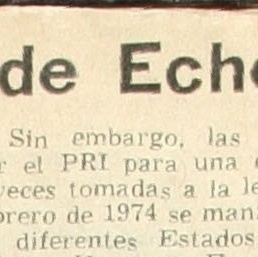 de Eche
Sin embargo, las
r el PRI para una
veces tomadas a la le
brero de 1974 se man
diferentes Estados